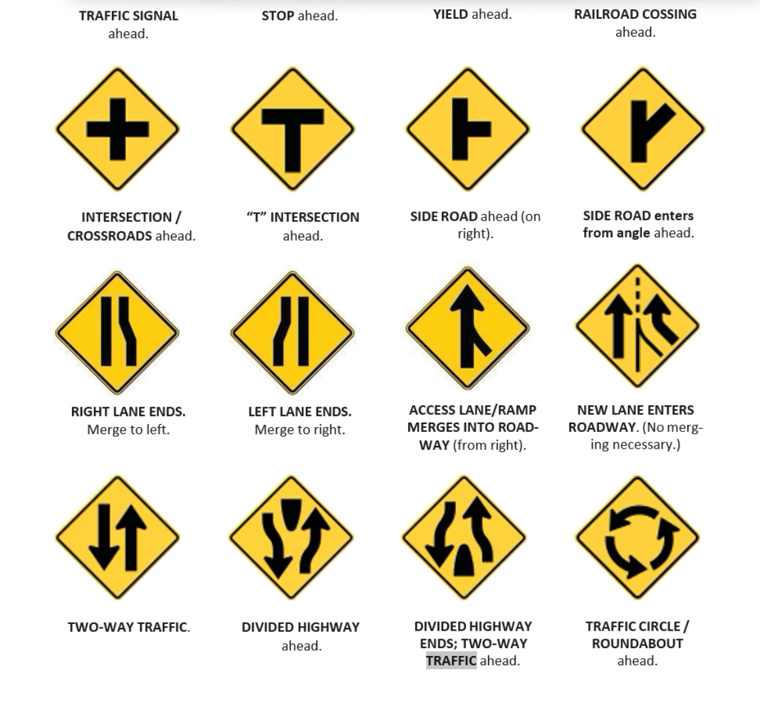 TRAFFIC SIGNAL
ahead.
STOP ahead.
YIELD ahead.
RAILROAD COSSING
ahead.
INTERSECTION /
CROSSROADS ahead.
“T” INTERSECTION
ahead.
SIDE ROAD ahead (on
right).
SIDE ROAD enters
from angle ahead.
RIGHT LANE ENDS.
Merge to left.
LEFT LANE ENDS.
Merge to right.
ACCESS LANE/RAMP
MERGES INTO ROAD-
WAY (from right).
NEW LANE ENTERS
ROADWAY. (No merg-
ing necessary.)
TWO-WAY TRAFFIC.
DIVIDED HIGHWAY
ahead.
DIVIDED HIGHWAY
ENDS; TWO-WAY
TRAFFIC ahead.
TRAFFIC CIRCLE /
ROUNDABOUT
ahead.